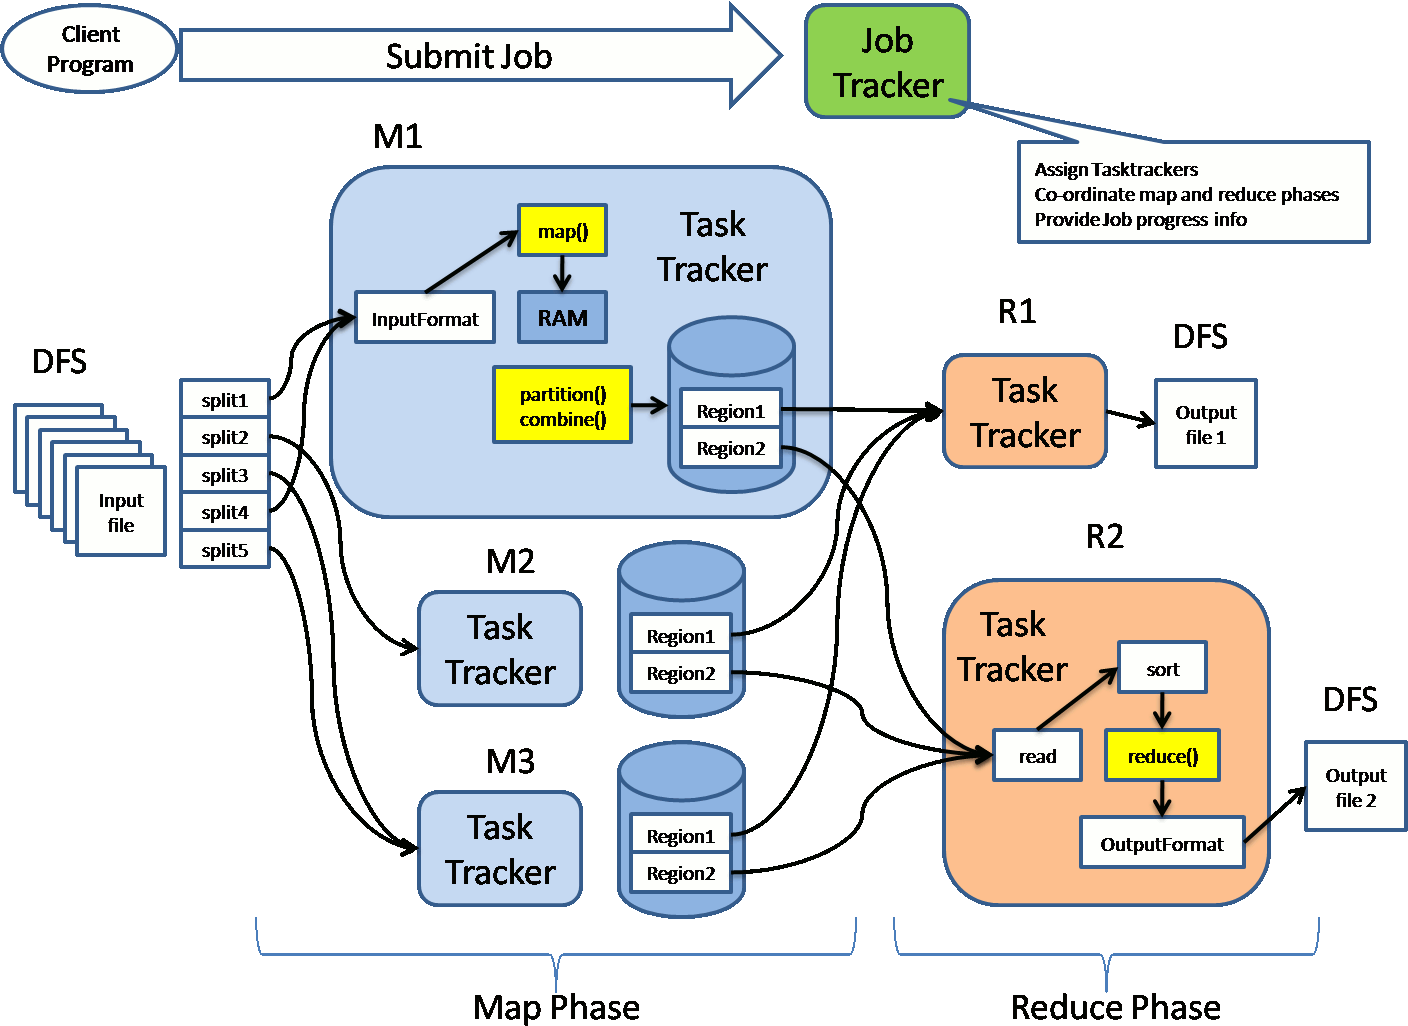 Client
Program
Submit Job
Job
Tracker
Assign Tasktrackers
Co-ordinate map and reduce phases
Provide Job progress info
M1
Task
Tracker
map()
InputFormat
RAM
partition()
combine()
Region1
Region2
DFS
Input
file
split1
split2
split3
split4
split5
M2
Task
Tracker
Region1
Region2
M3
Task
Tracker
Region1
Region2
Map Phase
R1
Task
Tracker
DFS
Output
file 1
R2
Task
Tracker
sort
read
reduce()
OutputFormat
DFS
Output
file 2
Reduce Phase